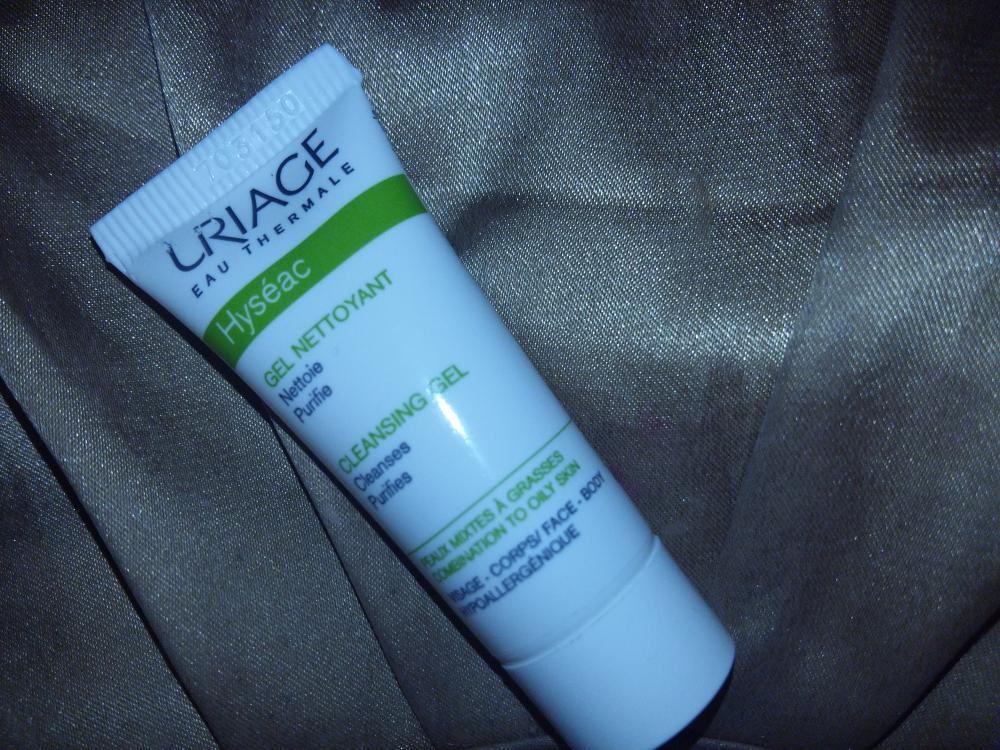 703150
URIAGE
EAU THERMALE
Hyséac
GEL NETTOYANT
Nettoie
Purifie
CLEANSING GEL
Cleanses
Purifies
PEAUX MIXTES À GRASSES
COMBINATION TO OILY SKIN
VISAGE - CORPS/ FACE - BODY
HYPOALLERGÉNIQUE